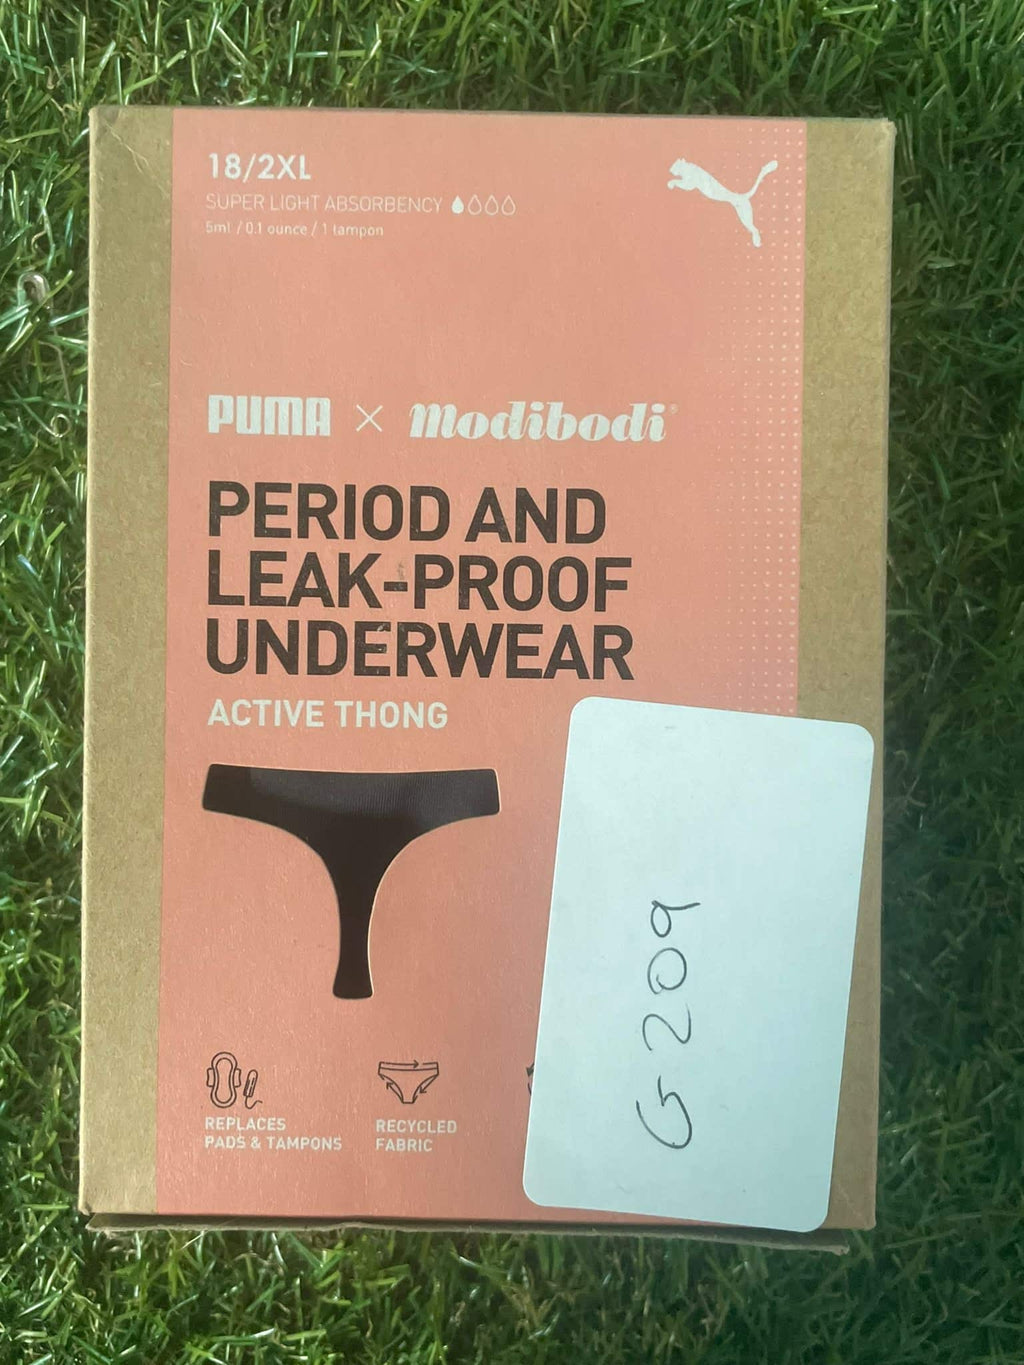 18/2XL
SUPER LIGHT ABSORBENCY
5ml / 0.1 ounce / 1 tampon
PUMA × modibodi®
PERIOD AND
LEAK-PROOF
UNDERWEAR
ACTIVE THONG
REPLACES
PADS & TAMPONS
RECYCLED
FABRIC
G209